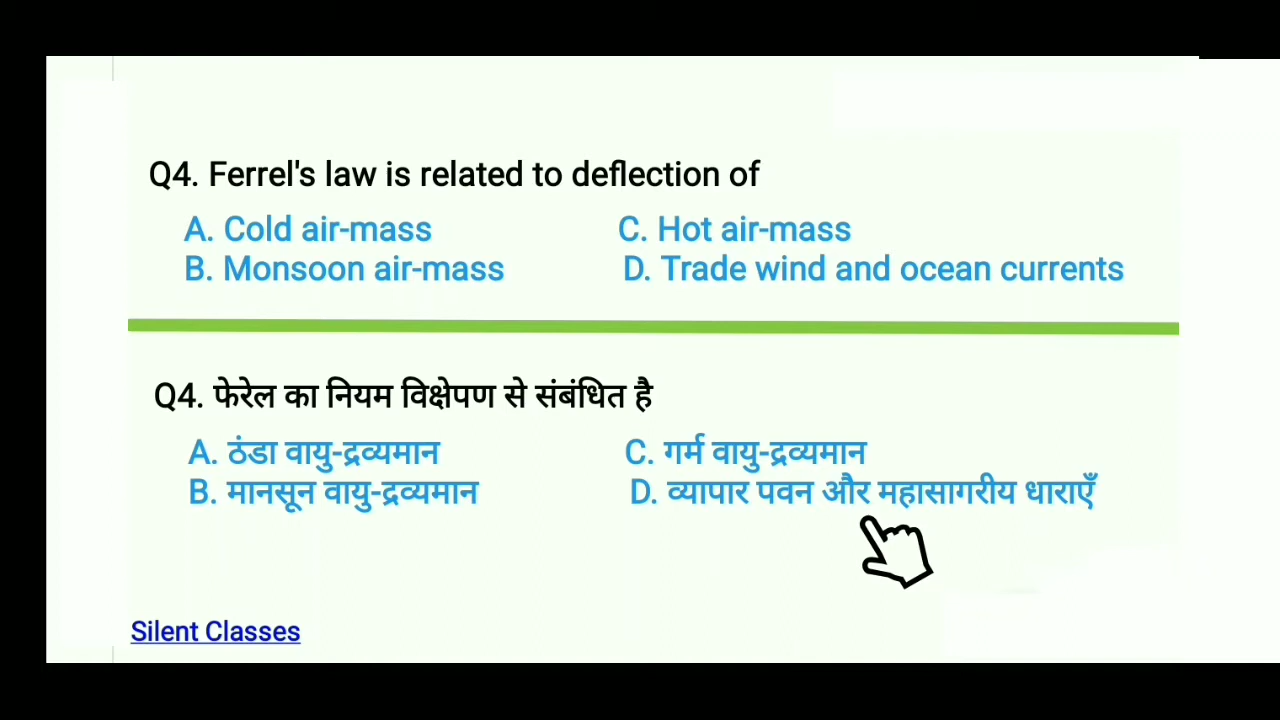 Q4. Ferrel's law is related to deflection of
A. Cold air-mass C. Hot air-mass
B. Monsoon air-mass D. Trade wind and ocean currents
Q4. फेरेल का नियम विक्षेपण से संबंधित है
A. ठंडा वायु-द्रव्यमान C. गर्म वायु-द्रव्यमान
B. मानसून वायु-द्रव्यमान D. व्यापार पवन और महासागरीय धाराएँ
Silent Classes